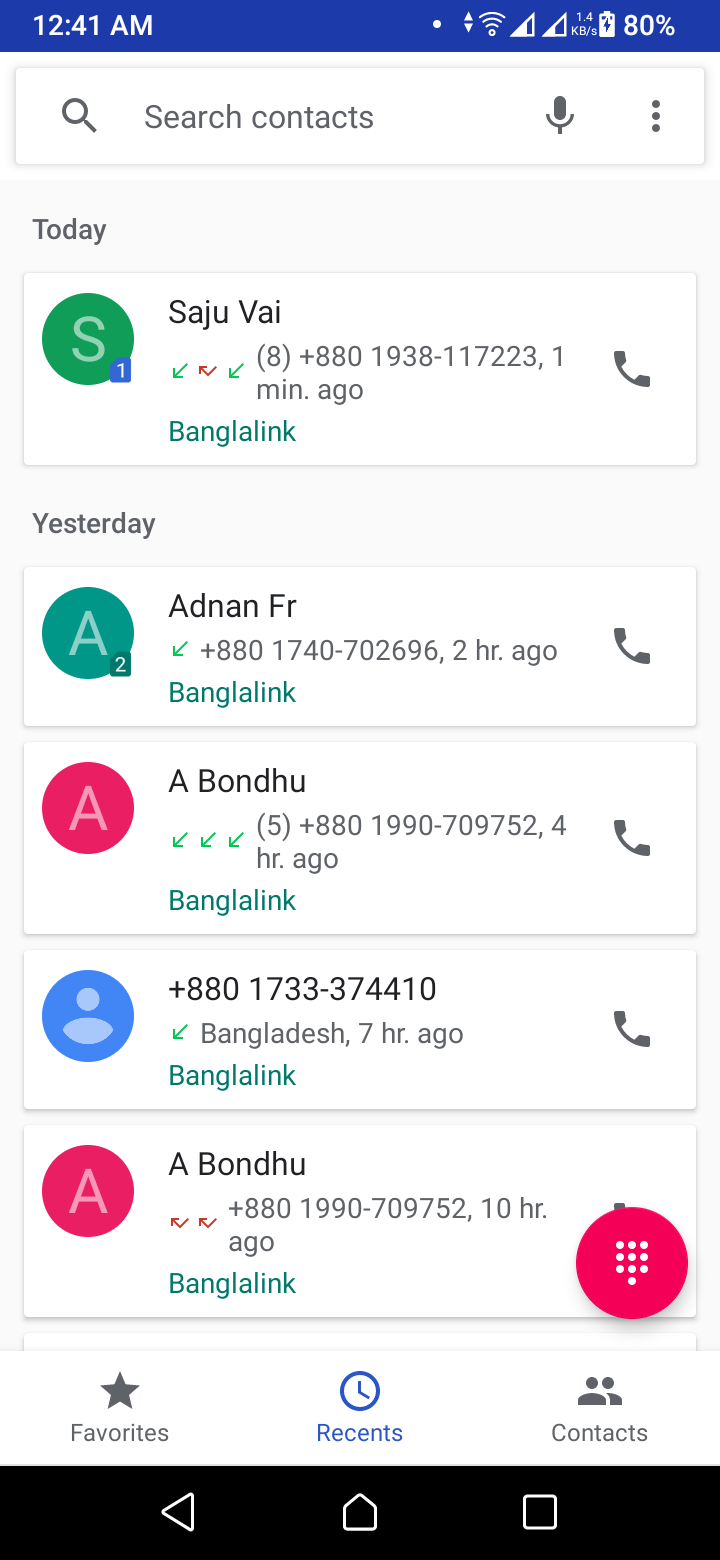 12:41 AM 1.4 KB/s 80%
Search contacts
Today
S 1
Saju Vai
(8) +880 1938-117223, 1
min. ago
Banglalink
Yesterday
A 2
Adnan Fr
+880 1740-702696, 2 hr. ago
Banglalink
A
A Bondhu
(5) +880 1990-709752, 4
hr. ago
Banglalink
+880 1733-374410
Bangladesh, 7 hr. ago
Banglalink
A
A Bondhu
+880 1990-709752, 10 hr.
ago
Banglalink
Favorites Recents Contacts